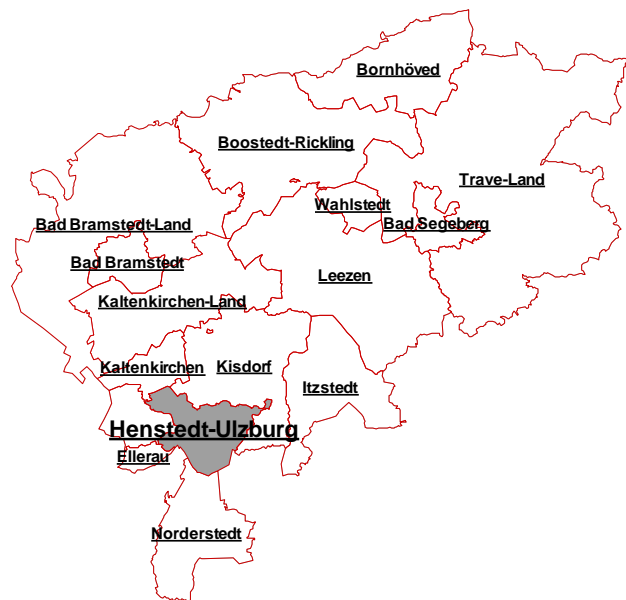 Bornhöved
Boostedt-Rickling
Trave-Land
Wahlstedt
Bad Segeberg
Bad Bramstedt-Land
Bad Bramstedt
Leezen
Kaltenkirchen-Land
Kaltenkirchen
Kisdorf
Itzstedt
Henstedt-Ulzburg
Ellerau
Norderstedt